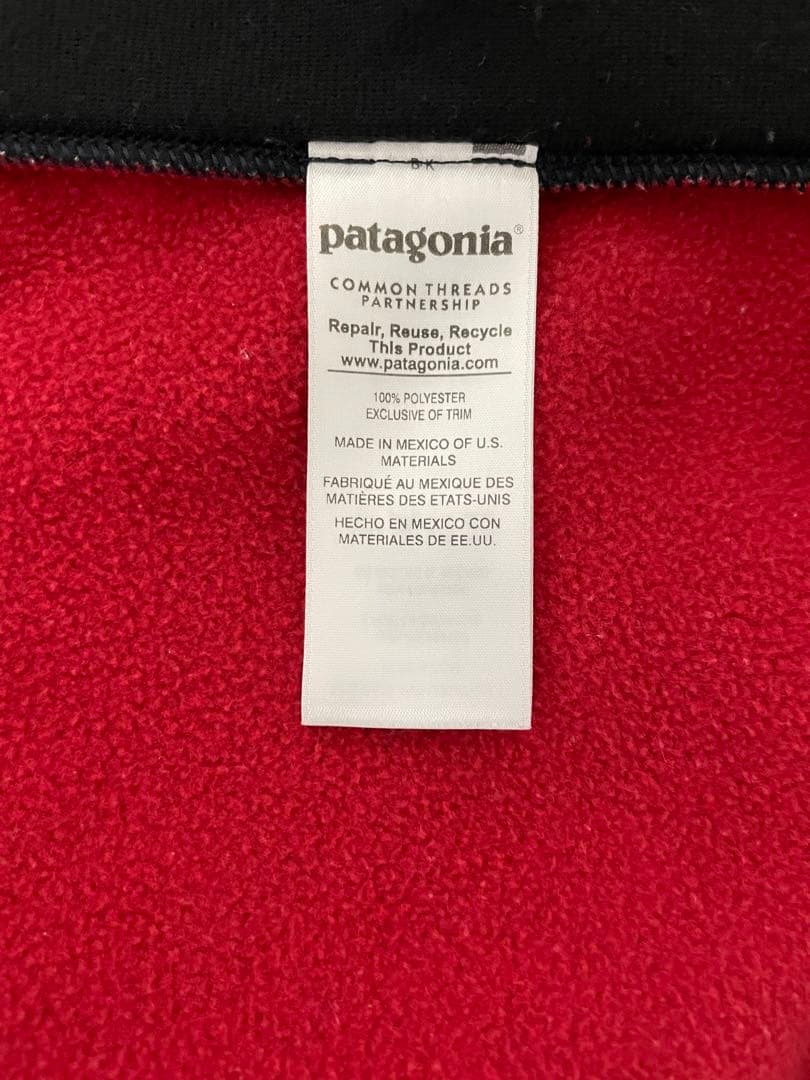 B·K
patagonia®
COMMON THREADS
PARTNERSHIP
Repair, Reuse, Recycle
This Product
www.patagonia.com
100% POLYESTER
EXCLUSIVE OF TRIM
MADE IN MEXICO OF U.S.
MATERIALS
FABRIQUÉ AU MEXIQUE DES
MATIÈRES DES ETATS-UNIS
HECHO EN MEXICO CON
MATERIALES DE EE.UU.